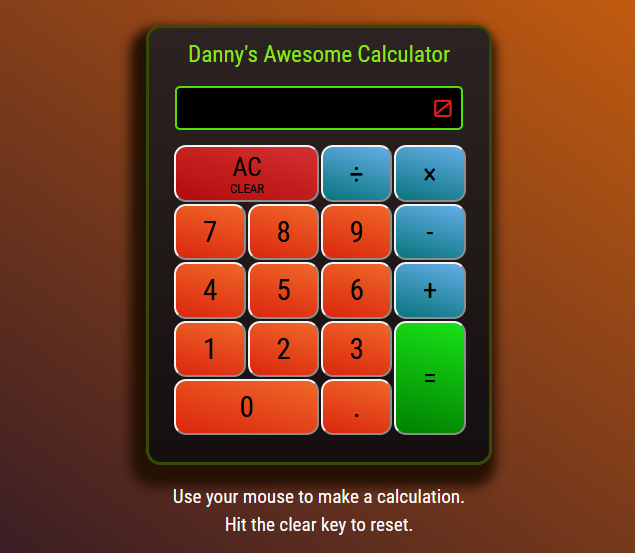 Danny's Awesome Calculator
AC ÷ ×
CLEAR
7 8 9 -
4 5 6 +
1 2 3 =
0 .
Use your mouse to make a calculation.
Hit the clear key to reset.